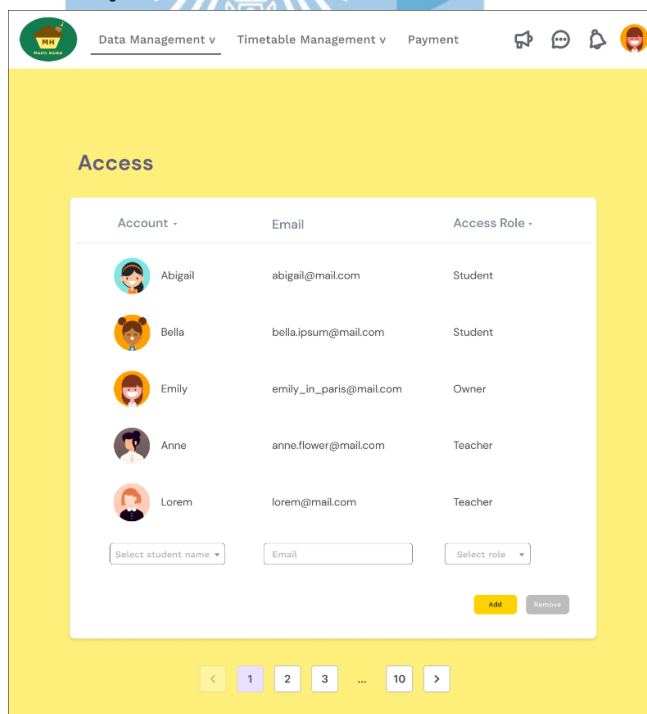 MH
Music Home
Data Management v Timetable Management v Payment
Access
Account Email Access Role
Abigail abigail@mail.com Student
Bella bella.ipsum@mail.com Student
Emily emily_in_paris@mail.com Owner
Anne anne.flower@mail.com Teacher
Lorem lorem@mail.com Teacher
Select student name Email Select role
Add Remove
< 1 2 3 ... 10 >